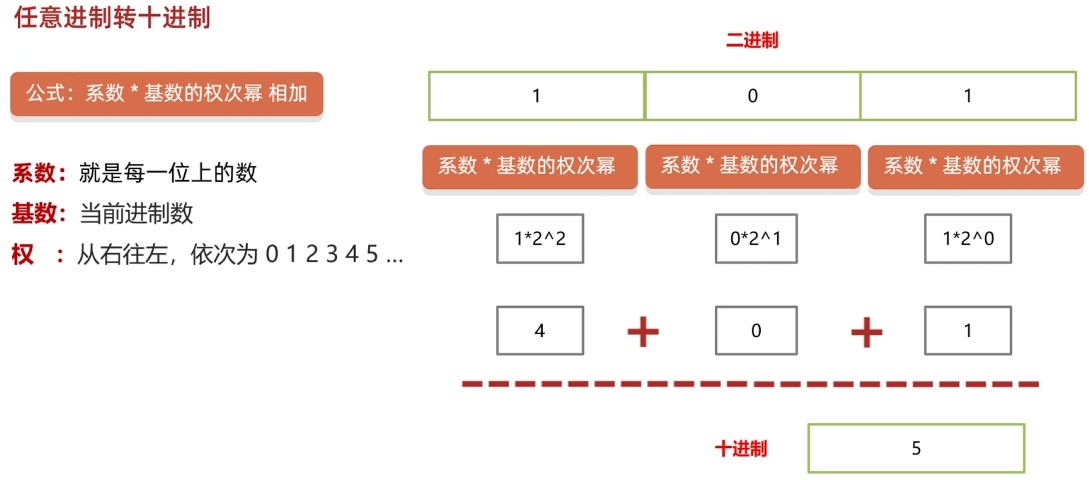 任意进制转十进制
公式：系数 * 基数的权次幂 相加
系数：就是每一位上的数
基数：当前进制数
权 ：从右往左，依次为 0 1 2 3 4 5 ...
二进制
1 0 1
系数 * 基数的权次幂 系数 * 基数的权次幂 系数 * 基数的权次幂
1*2^2 0*2^1 1*2^0
4 + 0 + 1
十进制 5